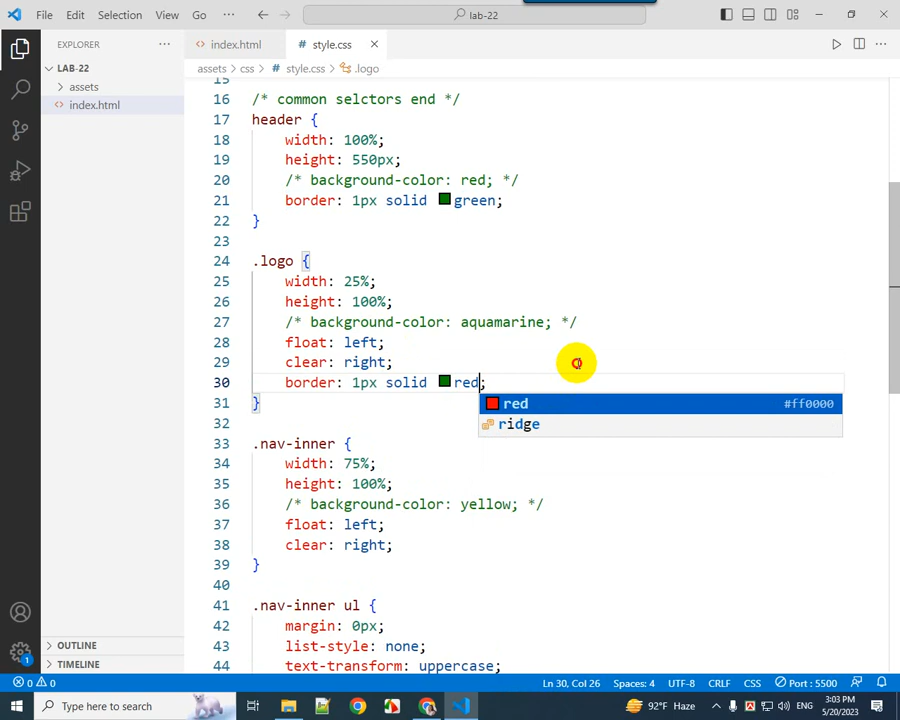 File Edit Selection View Go ··· lab-22
EXPLORER ···
index.html
# style.css
LAB-22
assets
index.html
assets > css > # style.css > .logo
15
16 /* common selctors end */
17 header {
18 width: 100%;
19 height: 550px;
20 /* background-color: red; */
21 border: 1px solid green;
22 }
23
24 .logo {
25 width: 25%;
26 height: 100%;
27 /* background-color: aquamarine; */
28 float: left;
29 clear: right;
30 border: 1px solid red;
red #ff0000
ridge
31 }
32
33 .nav-inner {
34 width: 75%;
35 height: 100%;
36 /* background-color: yellow; */
37 float: left;
38 clear: right;
39 }
40
41 .nav-inner ul {
42 margin: 0px;
43 list-style: none;
44 text-transform: uppercase;
OUTLINE
TIMELINE
1
0 0 Ln 30, Col 26 Spaces: 4 UTF-8 CRLF CSS Port : 5500
Type here to search 92°F Haze 3:03 PM
5/20/2023